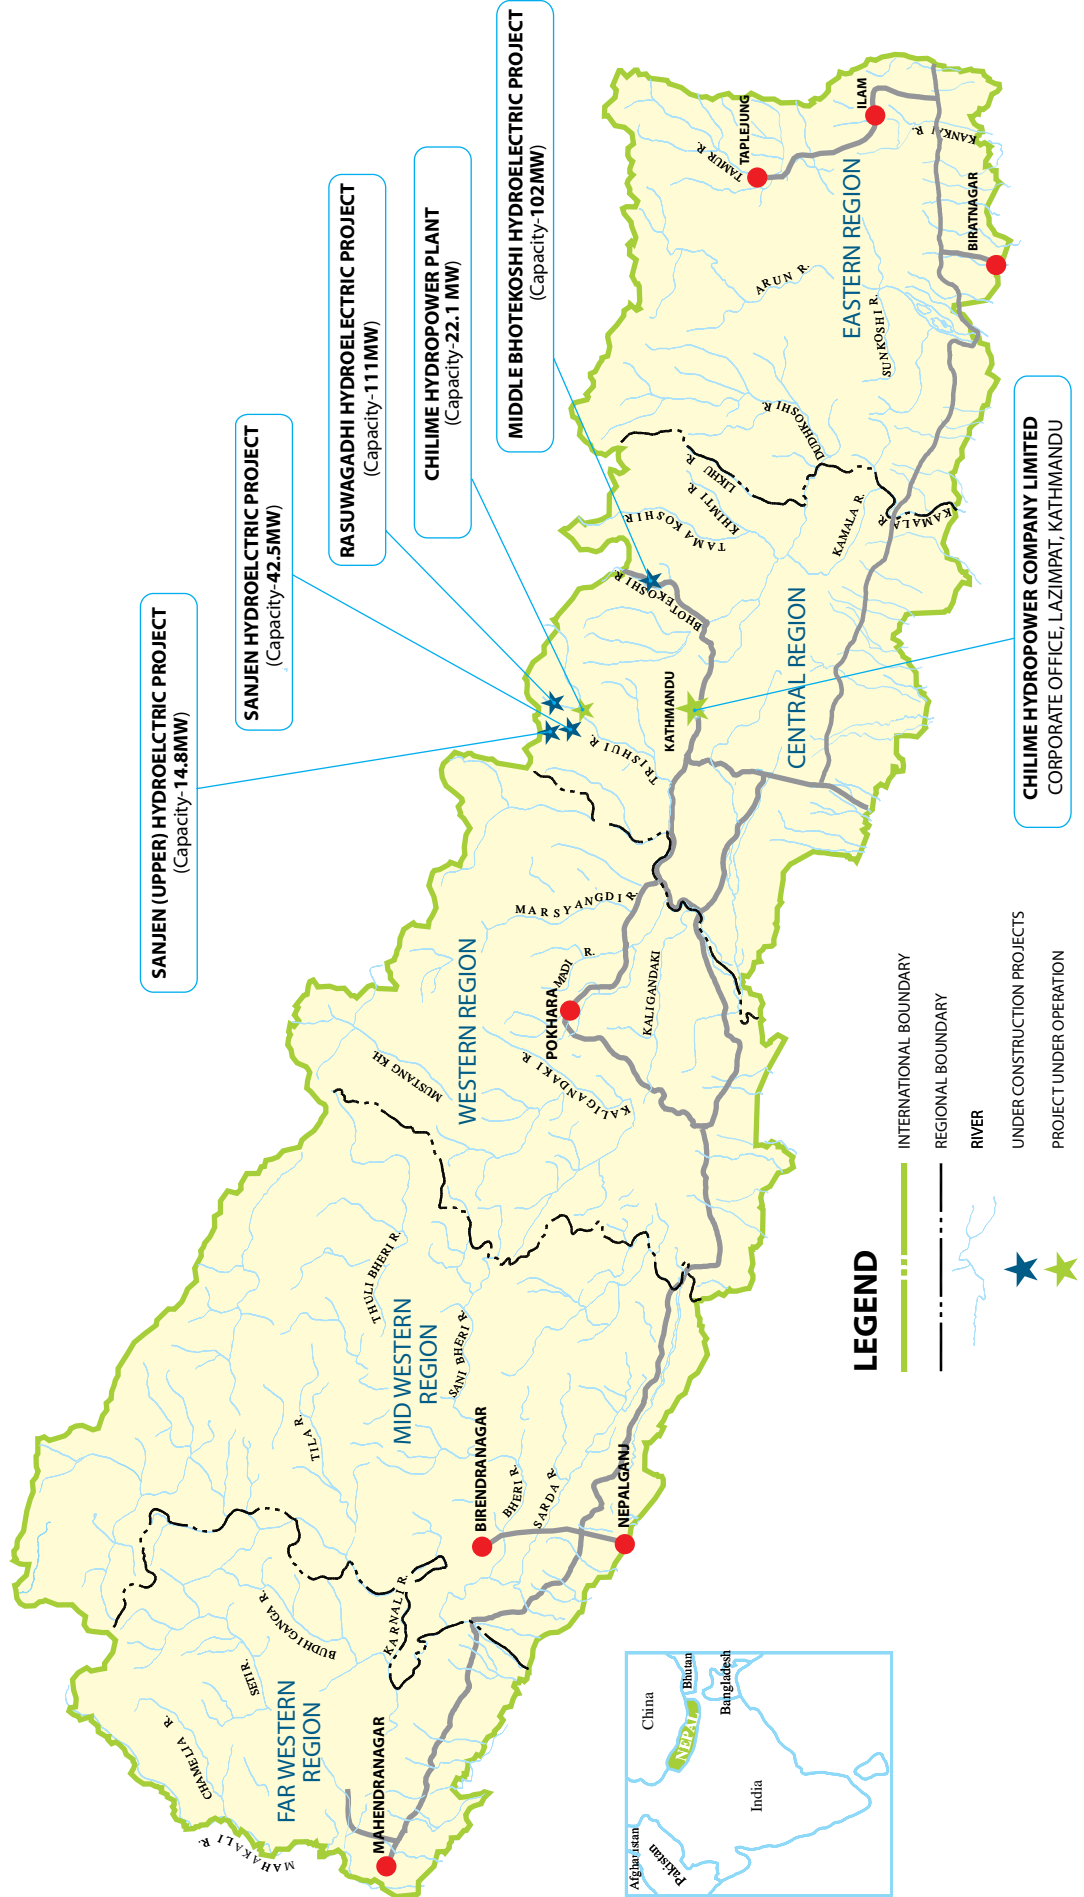 SANJEN (UPPER) HYDROELCTRIC PROJECT
(Capacity-14.8MW)
SANJEN HYDROELCTRIC PROJECT
(Capacity-42.5MW)
RASUWAGADHI HYDROELECTRIC PROJECT
(Capacity-111MW)
CHILIME HYDROPOWER PLANT
(Capacity-22.1 MW)
MIDDLE BHOTEKOSHI HYDROELECTRIC PROJECT
(Capacity-102MW)
MAHAKALI R.
CHAMELIA R.
SETI R.
BUDHIGANGA R.
FAR WESTERN
REGION
MAHENDRANAGAR
KARNALI R.
TILA R.
THULI BHERI R.
MID WESTERN
REGION
SANI BHERI R.
BIRENDRANAGAR
BHERI R.
SARDA R.
NEPALGANJ
MUSTANG KH.
WESTERN REGION
KALIGANDAKI R.
POKHARA
MADI R.
MARSYANGDI R.
KALIGANDAKI
TRISHUI R.
KATHMANDU
CENTRAL REGION
BHOTEKOSHI R.
TAMA KOSHI R.
KHIMTI R.
LIKHU R.
DUDHKOSHI R.
KAMALA R.
KAMALA R.
SUNKOSHI R.
ARUN R.
EASTERN REGION
TAMUR R.
TAPLEJUNG
ILAM
KANKAI R.
BIRATNAGAR
CHILIME HYDROPOWER COMPANY LIMITED
CORPORATE OFFICE, LAZIMPAT, KATHMANDU
LEGEND
INTERNATIONAL BOUNDARY
REGIONAL BOUNDARY
RIVER
UNDER CONSTRUCTION PROJECTS
PROJECT UNDER OPERATION
Afghanistan
Pakistan
China
NEPAL
Bhutan
Bangladesh
India